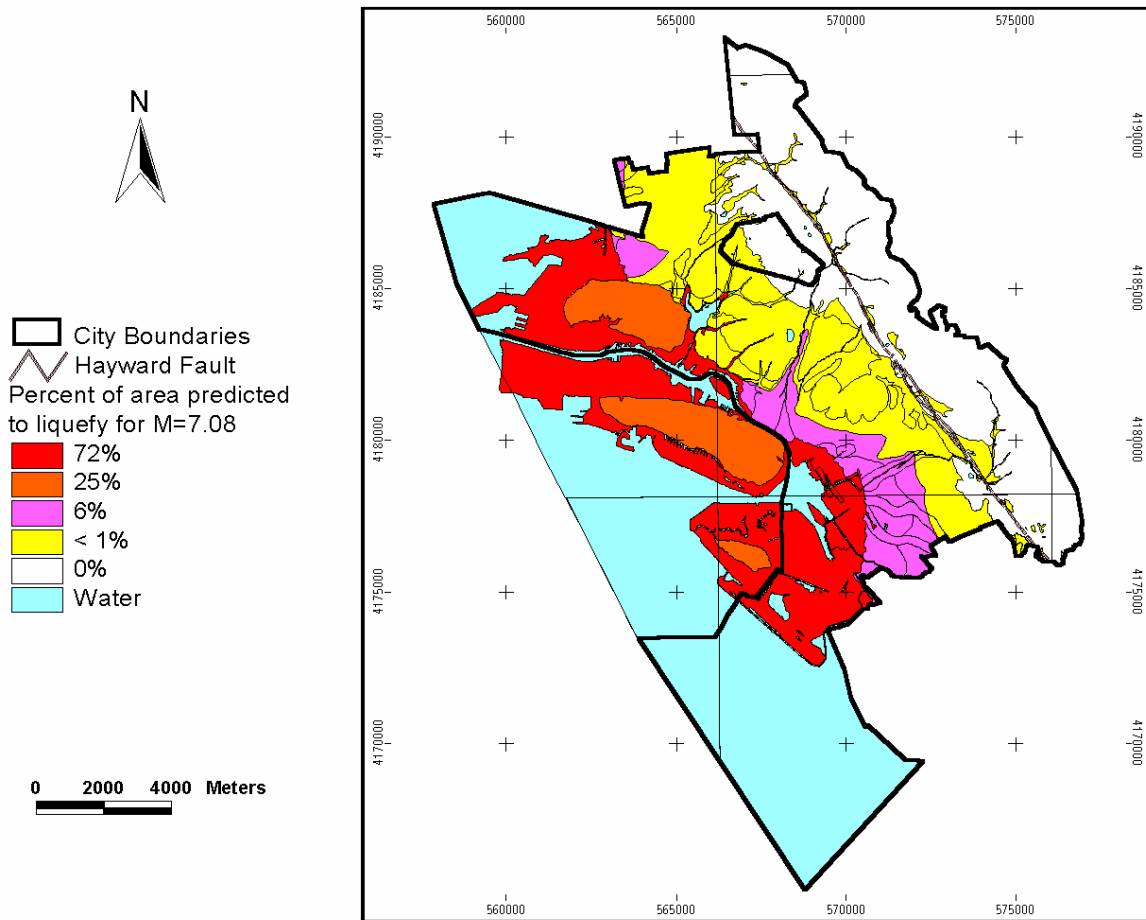 560000 565000 570000 575000
N
4190000 4190000
4185000 4185000
City Boundaries
Hayward Fault
Percent of area predicted
to liquefy for M=7.08
72%
25%
6%
< 1%
0%
Water
4180000 4180000
4175000 4175000
4170000 4170000
0 2000 4000 Meters
560000 565000 570000 575000